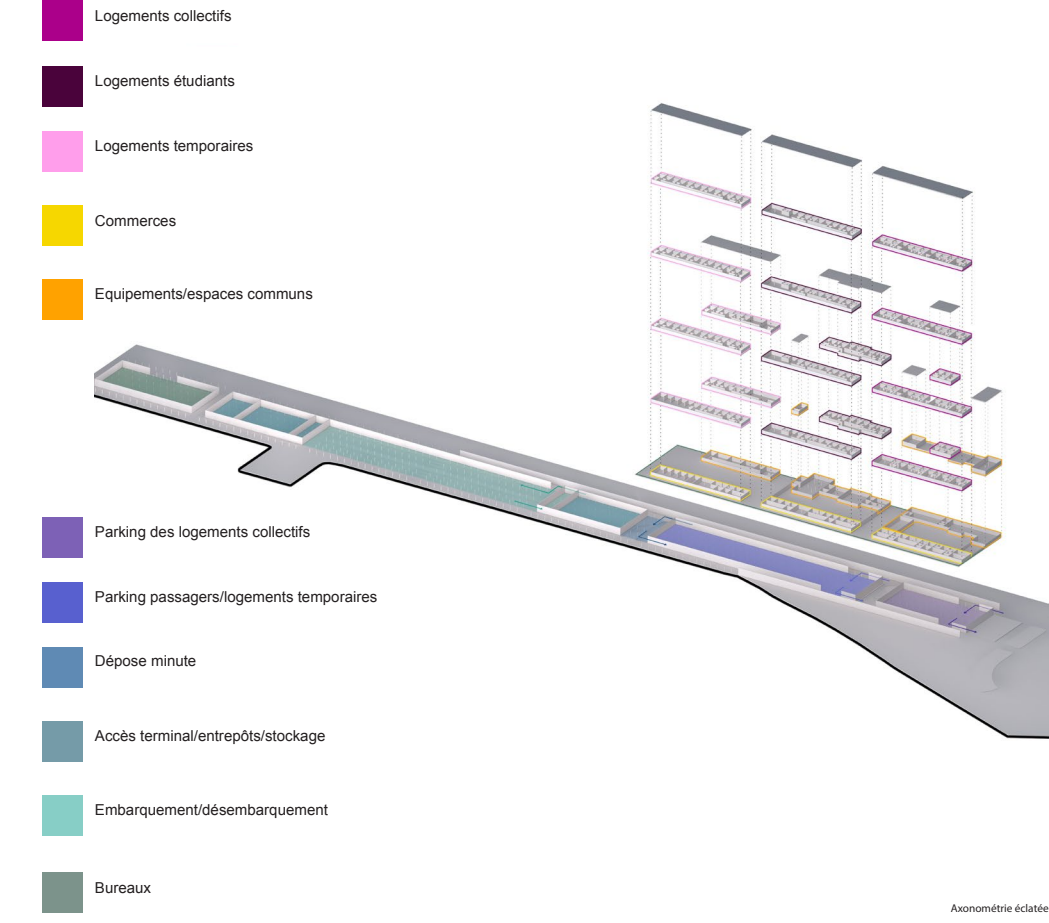 Logements collectifs
Logements étudiants
Logements temporaires
Commerces
Equipements/espaces communs
Parking des logements collectifs
Parking passagers/logements temporaires
Dépose minute
Accès terminal/entrepôts/stockage
Embarquement/désembarquement
Bureaux
Axonométrie éclatée